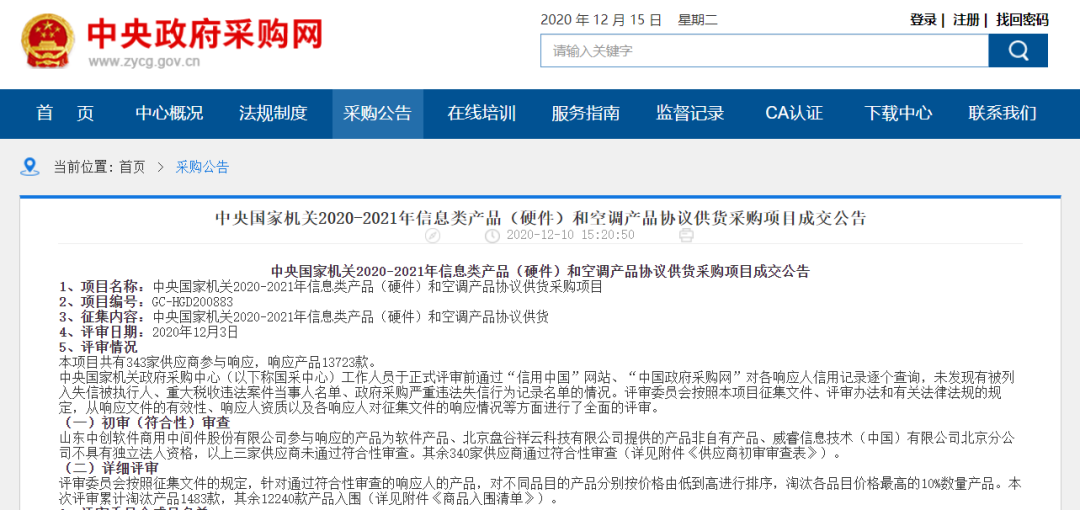 中央政府采购网
www.zycg.gov.cn
2020 年 12 月 15 日 星期二
登录 | 注册 | 找回密码
请输入关键字
首 页 中心概况 法规制度 采购公告 在线培训 服务指南 监督记录 CA认证 下载中心 联系我们
当前位置: 首页 > 采购公告
中央国家机关2020-2021年信息类产品（硬件）和空调产品协议供货采购项目成交公告
2020-12-10 15:20:50
中央国家机关2020-2021年信息类产品（硬件）和空调产品协议供货采购项目成交公告
1、项目名称：中央国家机关2020-2021年信息类产品（硬件）和空调产品协议供货采购项目
2、项目编号：GC-HGD200883
3、征集内容：中央国家机关2020-2021年信息类产品（硬件）和空调产品协议供货
4、评审日期：2020年12月3日
5、评审情况
本项目共有343家供应商参与响应，响应产品13723款。
中央国家机关政府采购中心（以下称国采中心）工作人员于正式评审前通过“信用中国”网站、“中国政府采购网”对各响应人信用记录逐个查询，未发现有被列
入失信被执行人、重大税收违法案件当事人名单、政府采购严重违法失信行为记录名单的情况。评审委员会按照本项目征集文件、评审办法和有关法律法规的规
定，从响应文件的有效性、响应人资质以及各响应人对征集文件的响应情况等方面进行了全面的评审。
（一）初审（符合性）审查
山东中创软件商用中间件股份有限公司参与响应的产品为软件产品、北京盘谷祥云科技有限公司提供的产品非自有产品、威睿信息技术（中国）有限公司北京分公
司不具有独立法人资格，以上三家供应商未通过符合性审查。其余340家供应商通过符合性审查（详见附件《供应商初审审查表》）。
（二）详细评审
评审委员会按照征集文件的规定，针对通过符合性审查的响应人的产品，对不同品目的产品分别按价格由低到高进行排序，淘汰各品目价格最高的10%数量产品。本
次评审累计淘汰产品1483款，其余12240款产品入围（详见附件《商品入围清单》）。